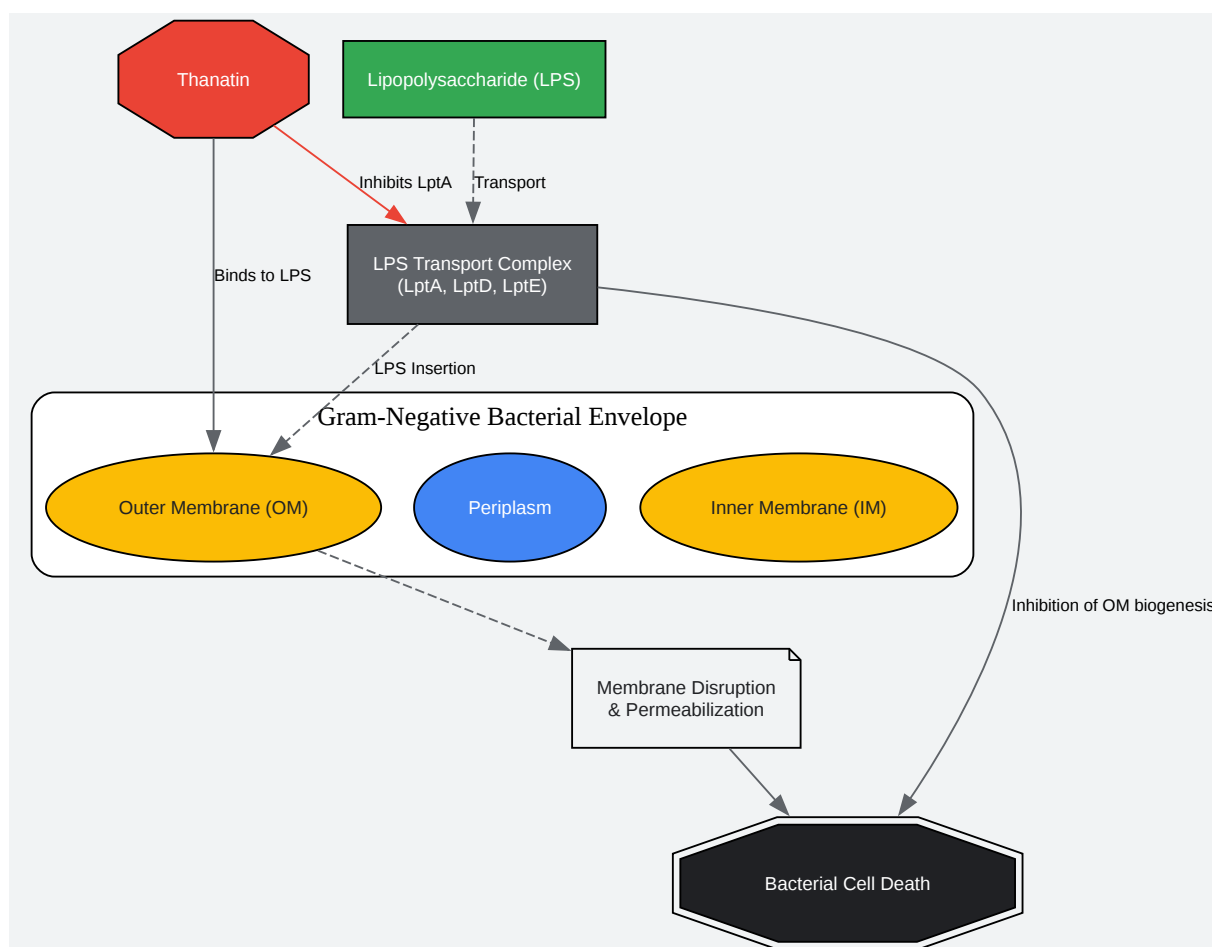 Thanatin
Lipopolysaccharide (LPS)
Inhibits LptA
Transport
LPS Transport Complex
(LptA, LptD, LptE)
Binds to LPS
LPS Insertion
Gram-Negative Bacterial Envelope
Outer Membrane (OM)
Periplasm
Inner Membrane (IM)
Inhibition of OM biogenesis
Membrane Disruption
& Permeabilization
Bacterial Cell Death